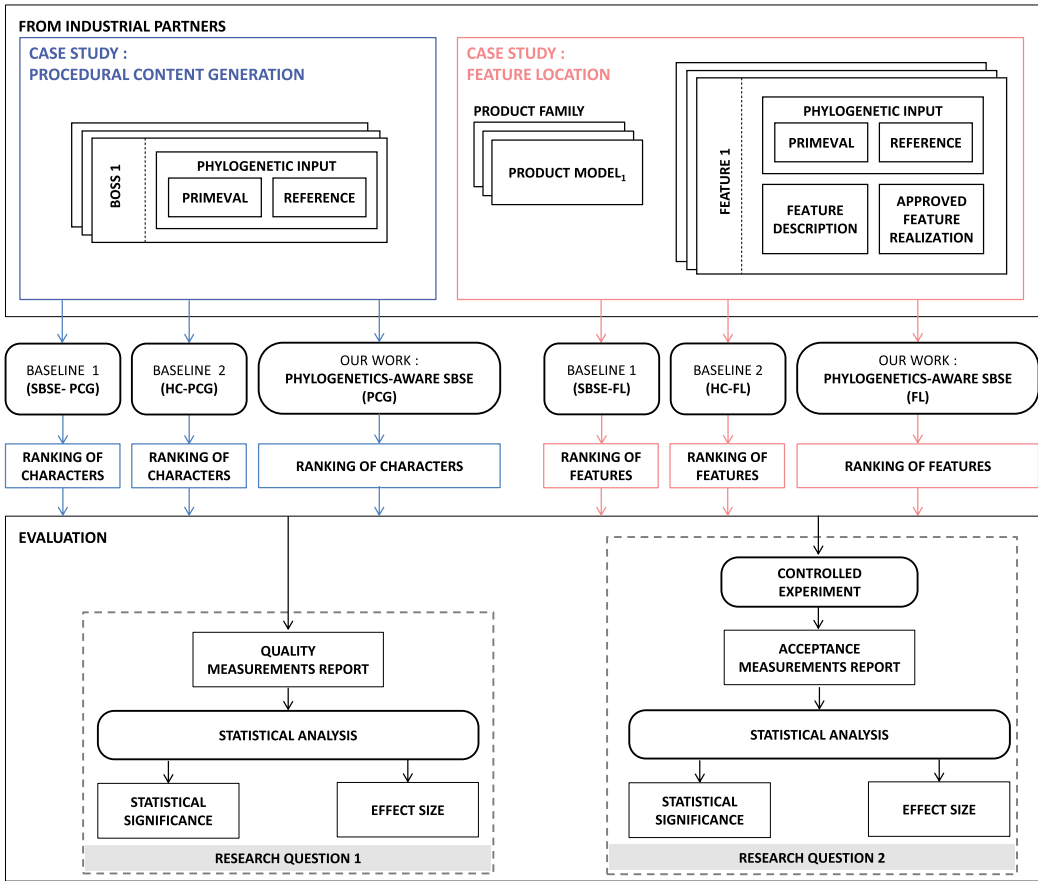 FROM INDUSTRIAL PARTNERS
CASE STUDY :
PROCEDURAL CONTENT GENERATION
BOSS 1
PHYLOGENETIC INPUT
PRIMEVAL
REFERENCE
CASE STUDY :
FEATURE LOCATION
PRODUCT FAMILY
PRODUCT MODEL1
FEATURE 1
PHYLOGENETIC INPUT
PRIMEVAL
REFERENCE
FEATURE
DESCRIPTION
APPROVED
FEATURE
REALIZATION
BASELINE 1
(SBSE- PCG)
BASELINE 2
(HC-PCG)
OUR WORK :
PHYLOGENETICS-AWARE SBSE
(PCG)
BASELINE 1
(SBSE-FL)
BASELINE 2
(HC-FL)
OUR WORK :
PHYLOGENETICS-AWARE SBSE
(FL)
RANKING OF
CHARACTERS
RANKING OF
CHARACTERS
RANKING OF CHARACTERS
RANKING OF
FEATURES
RANKING OF
FEATURES
RANKING OF FEATURES
EVALUATION
QUALITY
MEASUREMENTS REPORT
STATISTICAL ANALYSIS
STATISTICAL
SIGNIFICANCE
EFFECT SIZE
RESEARCH QUESTION 1
CONTROLLED
EXPERIMENT
ACCEPTANCE
MEASUREMENTS REPORT
STATISTICAL ANALYSIS
STATISTICAL
SIGNIFICANCE
EFFECT SIZE
RESEARCH QUESTION 2